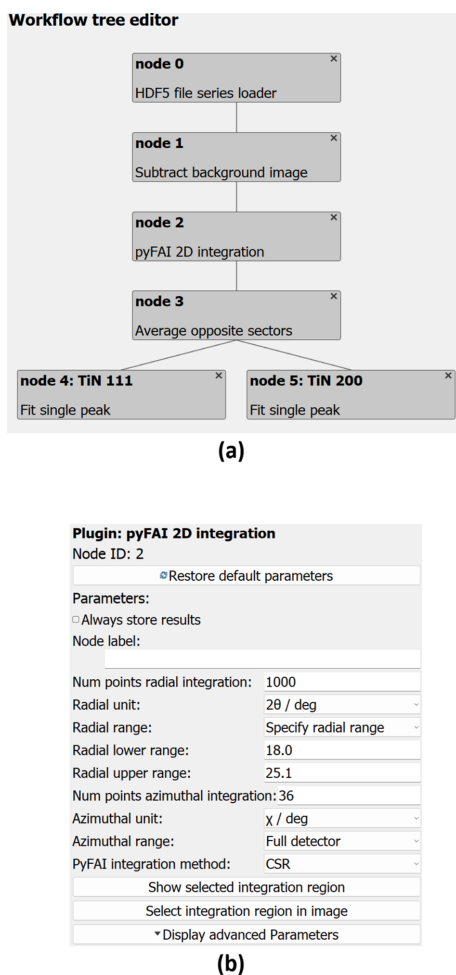 Workflow tree editor
node 0
×
HDF5 file series loader
node 1
×
Subtract background image
node 2
×
pyFAI 2D integration
node 3
×
Average opposite sectors
node 4: TiN 111
×
Fit single peak
node 5: TiN 200
×
Fit single peak
(a)
Plugin: pyFAI 2D integration
Node ID: 2
Restore default parameters
Parameters:
Always store results
Node label:
Num points radial integration: 1000
Radial unit: 2θ / deg
Radial range: Specify radial range
Radial lower range: 18.0
Radial upper range: 25.1
Num points azimuthal integration: 36
Azimuthal unit: χ / deg
Azimuthal range: Full detector
PyFAI integration method: CSR
Show selected integration region
Select integration region in image
Display advanced Parameters
(b)